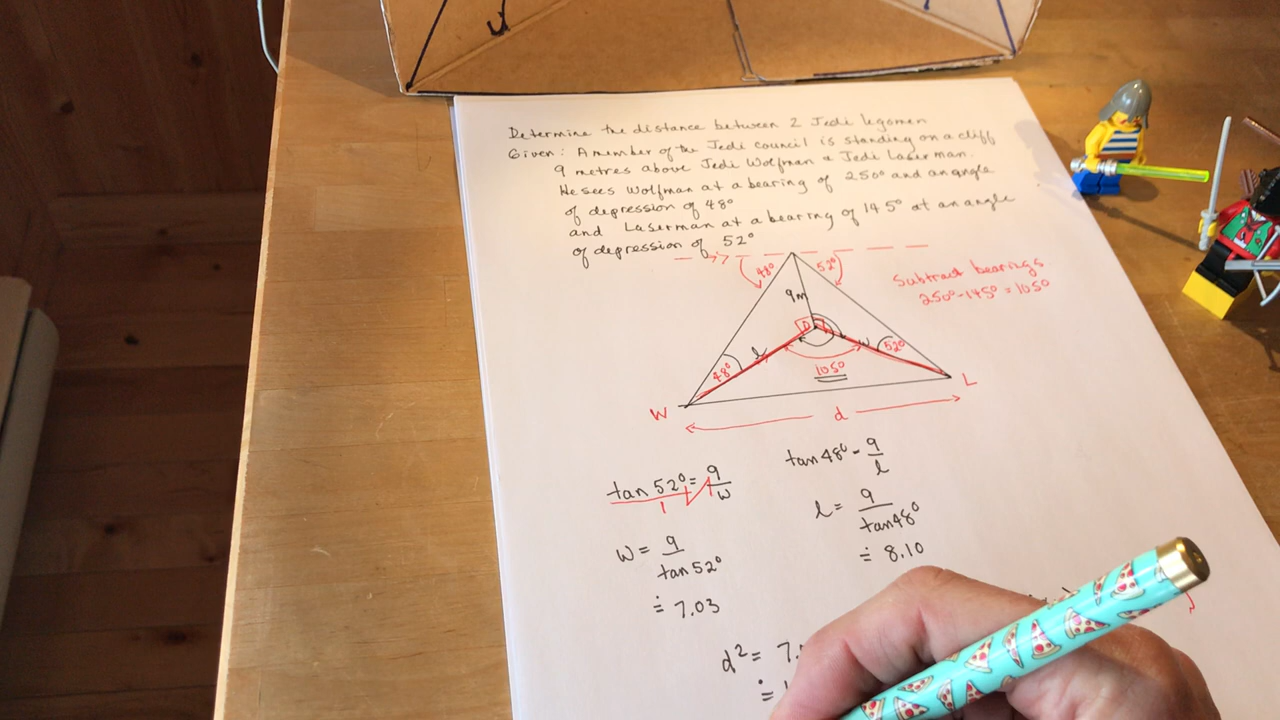 u
Determine the distance between 2 Jedi legomen
Given: A member of the Jedi council is standing on a cliff
9 metres above Jedi Wolfman & Jedi Laserman.
He sees Wolfman at a bearing of 250° and an angle
of depression of 48°
and Laserman at a bearing of 145° at an angle
of depression of 52°
48° 52°
Subtract bearings
250° - 145° = 105°
9m
l w
48° 105° 52°
W L
d
tan 52° = 9/w
1
tan 48° = 9/l
w = 9/tan 52°
≐ 7.03
l = 9/tan 48°
≐ 8.10
d² = 7.
≐